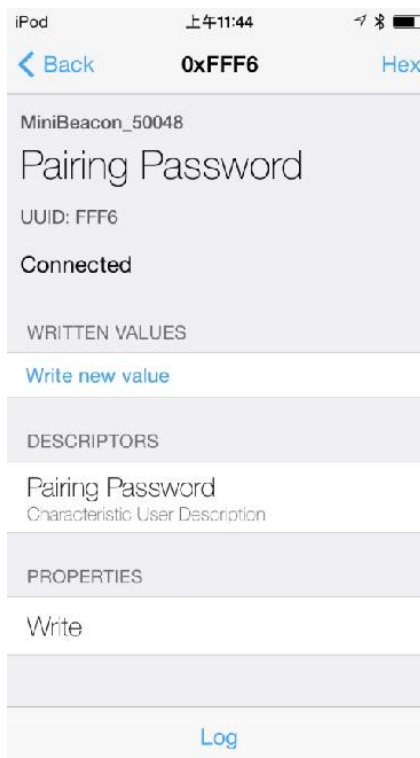 iPod 上午11:44
Back 0xFFF6 Hex
MiniBeacon_50048
Pairing Password
UUID: FFF6
Connected
WRITTEN VALUES
Write new value
DESCRIPTORS
Pairing Password
Characteristic User Description
PROPERTIES
Write
Log